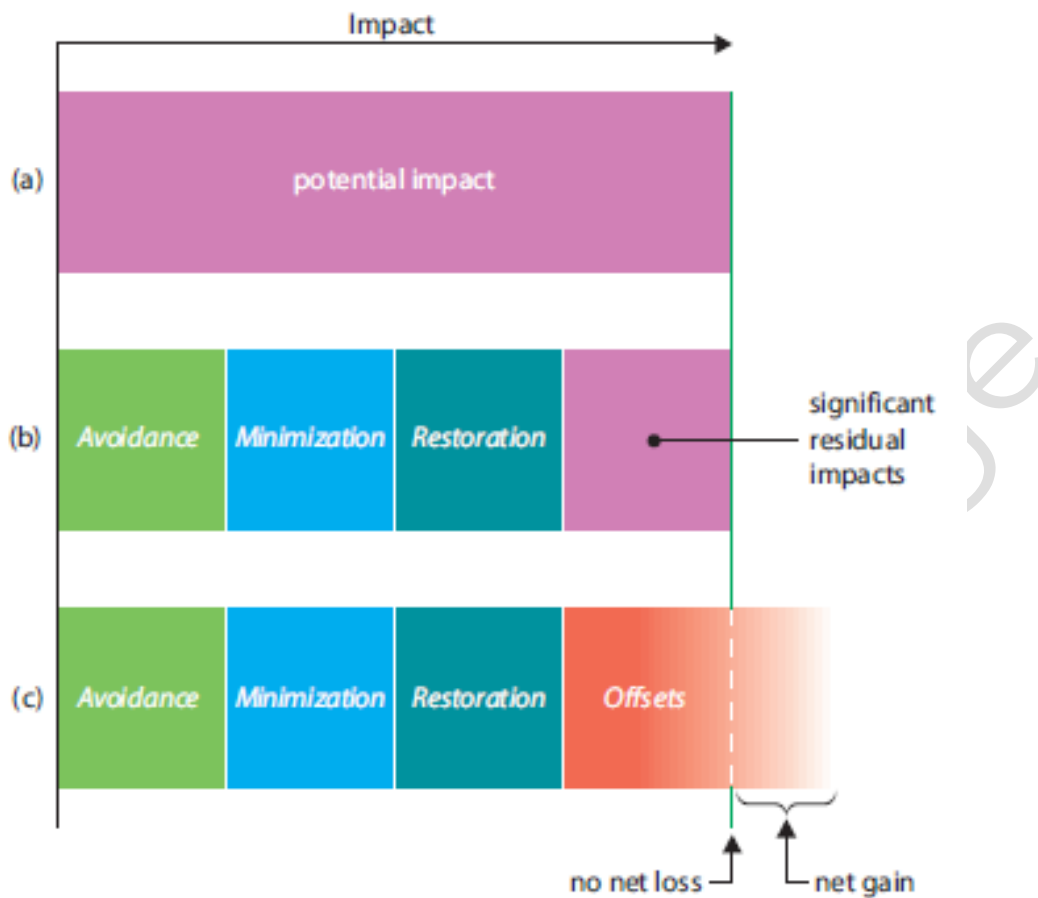 Impact
(a)
potential impact
(b)
Avoidance
Minimization
Restoration
significant
residual
impacts
(c)
Avoidance
Minimization
Restoration
Offsets
no net loss
net gain